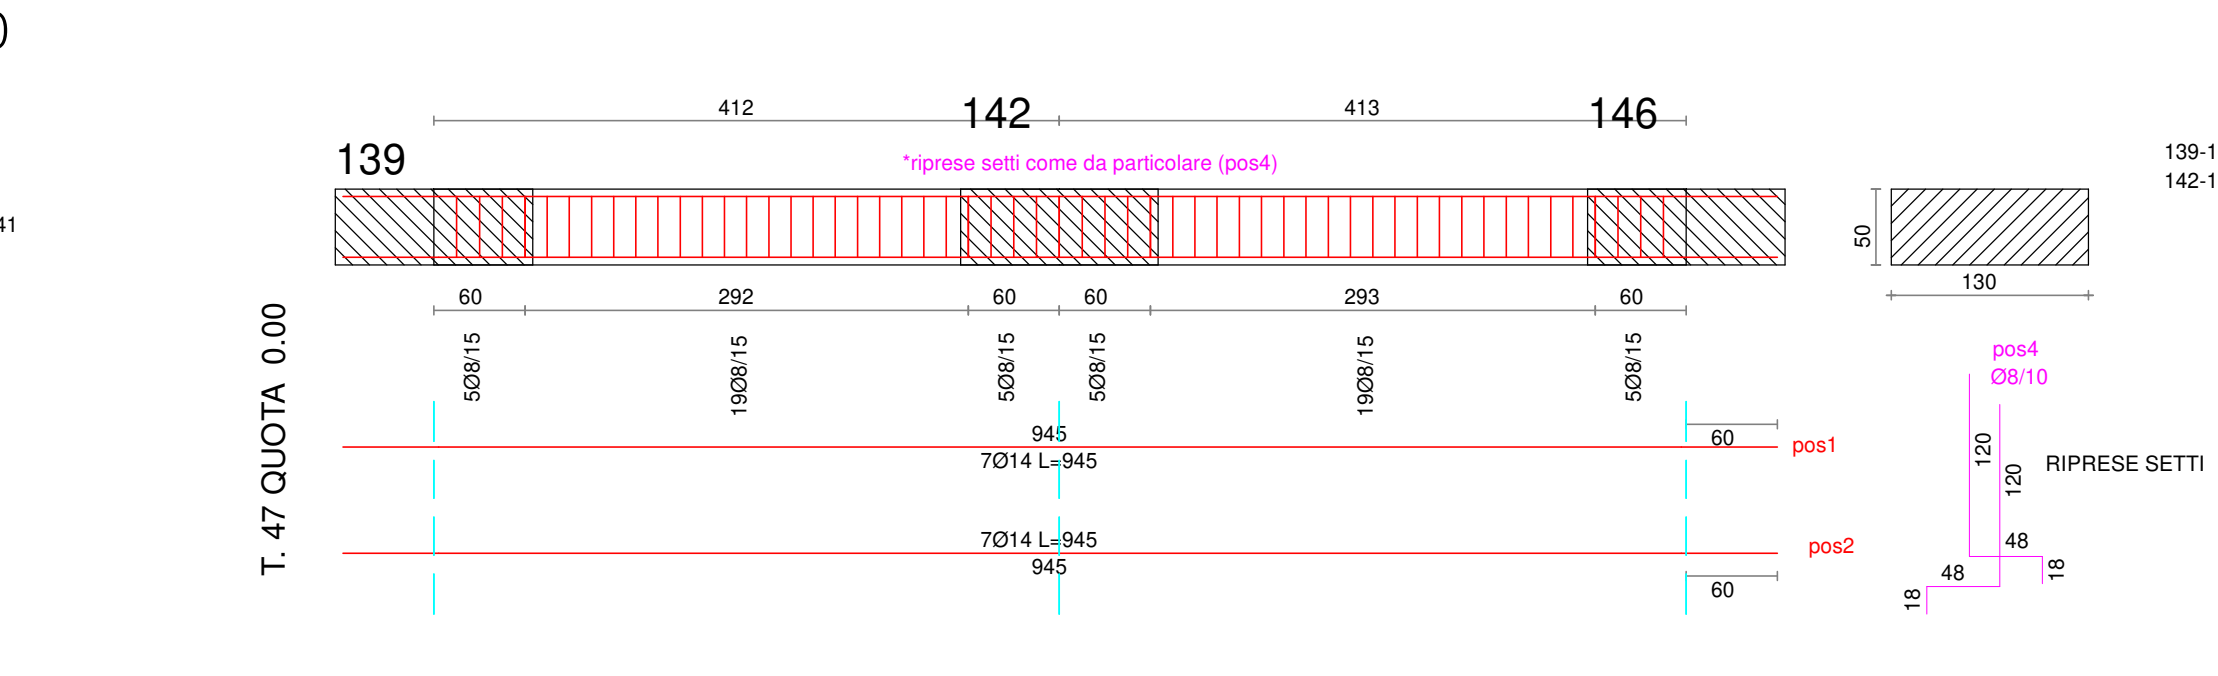 )
41
T. 47 QUOTA 0.00
412
142
413
146
139
*riprese setti come da particolare (pos4)
139-1
142-1
50
130
60
292
60
60
293
60
5Ø8/15
19Ø8/15
5Ø8/15
5Ø8/15
19Ø8/15
5Ø8/15
945
7Ø14 L=945
60
pos1
7Ø14 L=945
945
60
pos2
pos4
Ø8/10
120
120
RIPRESE SETTI
48
18
48
18